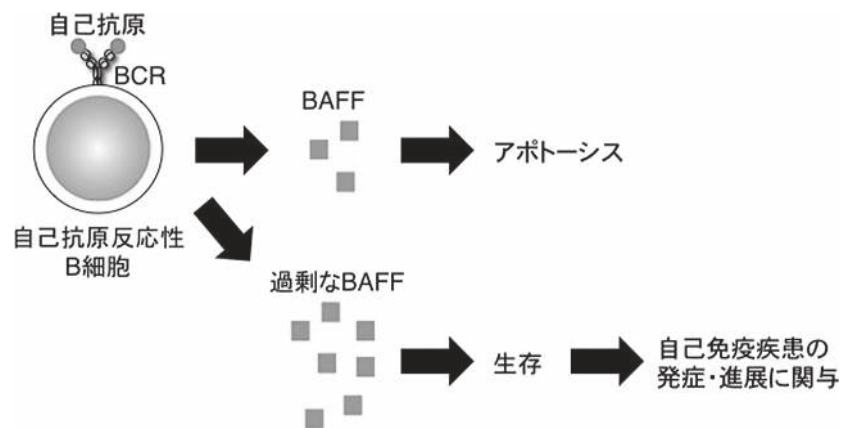 自己抗原
BCR
自己抗原反応性
B細胞
BAFF
アポトーシス
過剰なBAFF
生存
自己免疫疾患の
発症・進展に関与